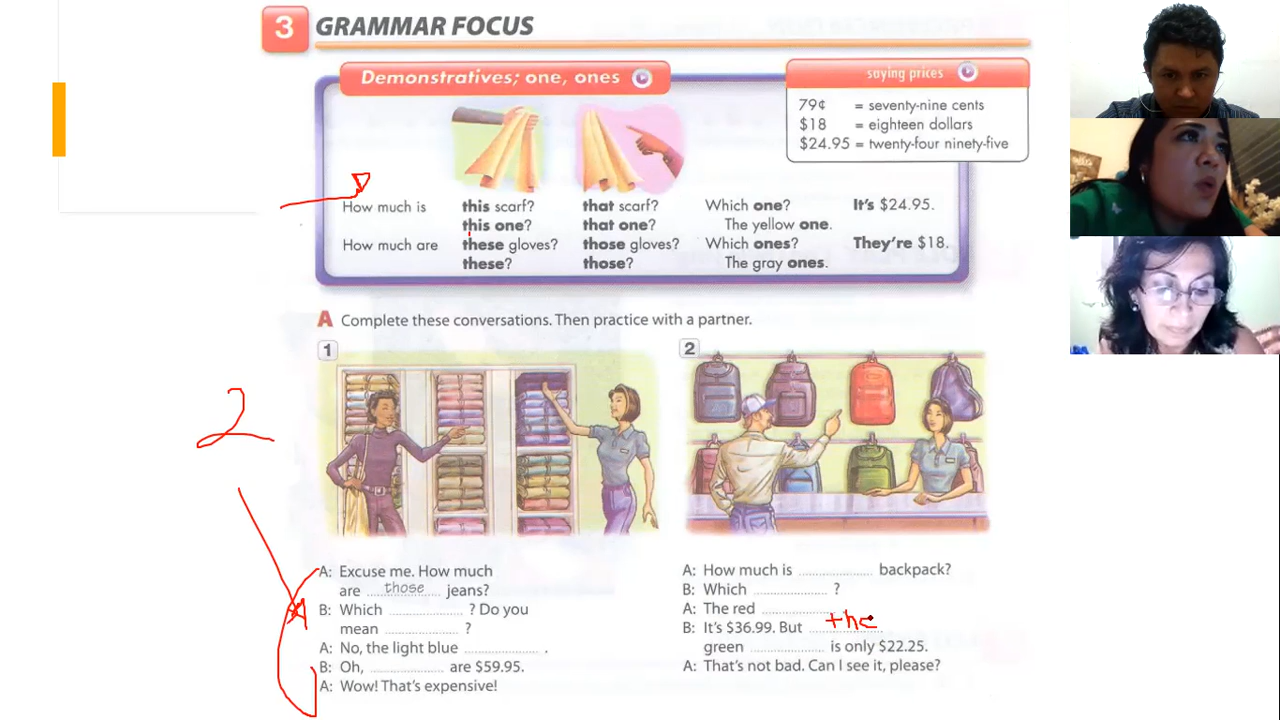 3 GRAMMAR FOCUS
Demonstratives; one, ones
saying prices
79¢ = seventy-nine cents
$18 = eighteen dollars
$24.95 = twenty-four ninety-five
How much is this scarf? that scarf? Which one? It's $24.95.
this one? that one? The yellow one.
How much are these gloves? those gloves? Which ones? They're $18.
these? those? The gray ones.
A Complete these conversations. Then practice with a partner.
1
2
2
A: Excuse me. How much
are those jeans?
B: Which ? Do you
mean ?
A: No, the light blue .
B: Oh, are $59.95.
A: Wow! That's expensive!
A: How much is backpack?
B: Which ?
A: The red
B: It's $36.99. But the
green is only $22.25.
A: That's not bad. Can I see it, please?